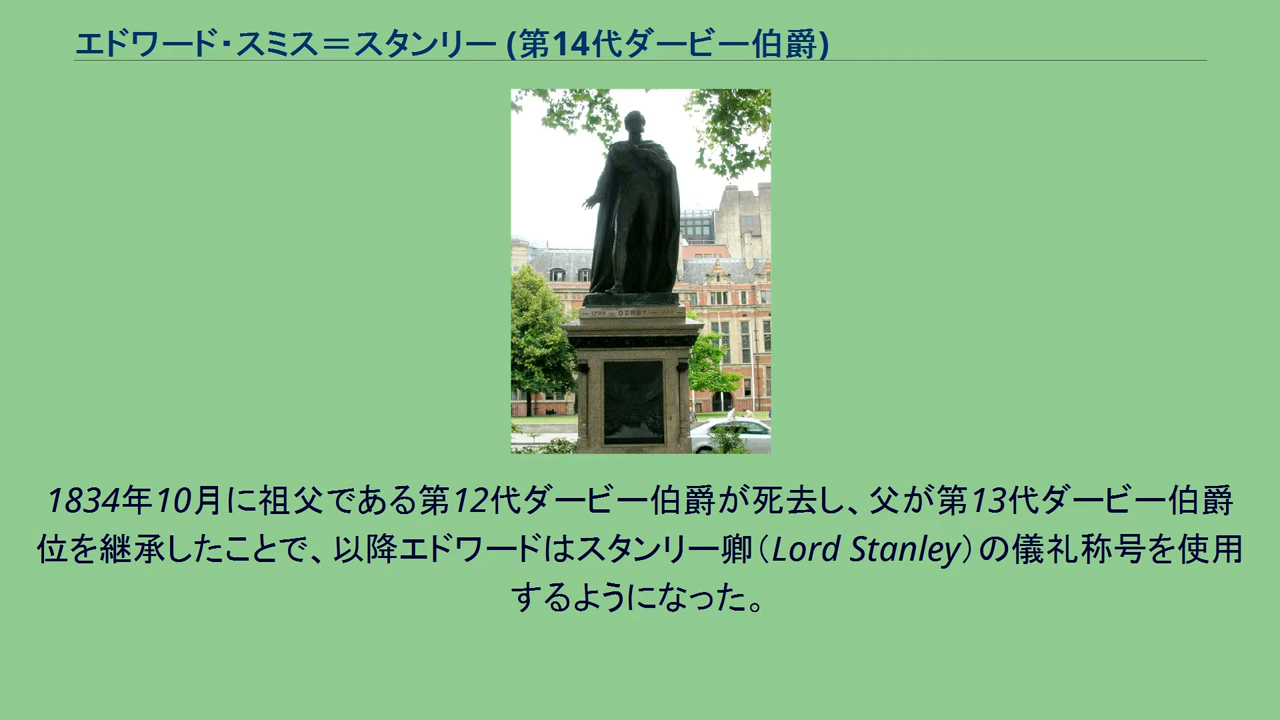 エドワード・スミス＝スタンリー (第14代ダービー伯爵)
DERBY
1834年10月に祖父である第12代ダービー伯爵が死去し、父が第13代ダービー伯爵
位を継承したことで、以降エドワードはスタンリー卿（Lord Stanley）の儀礼称号を使用
するようになった。